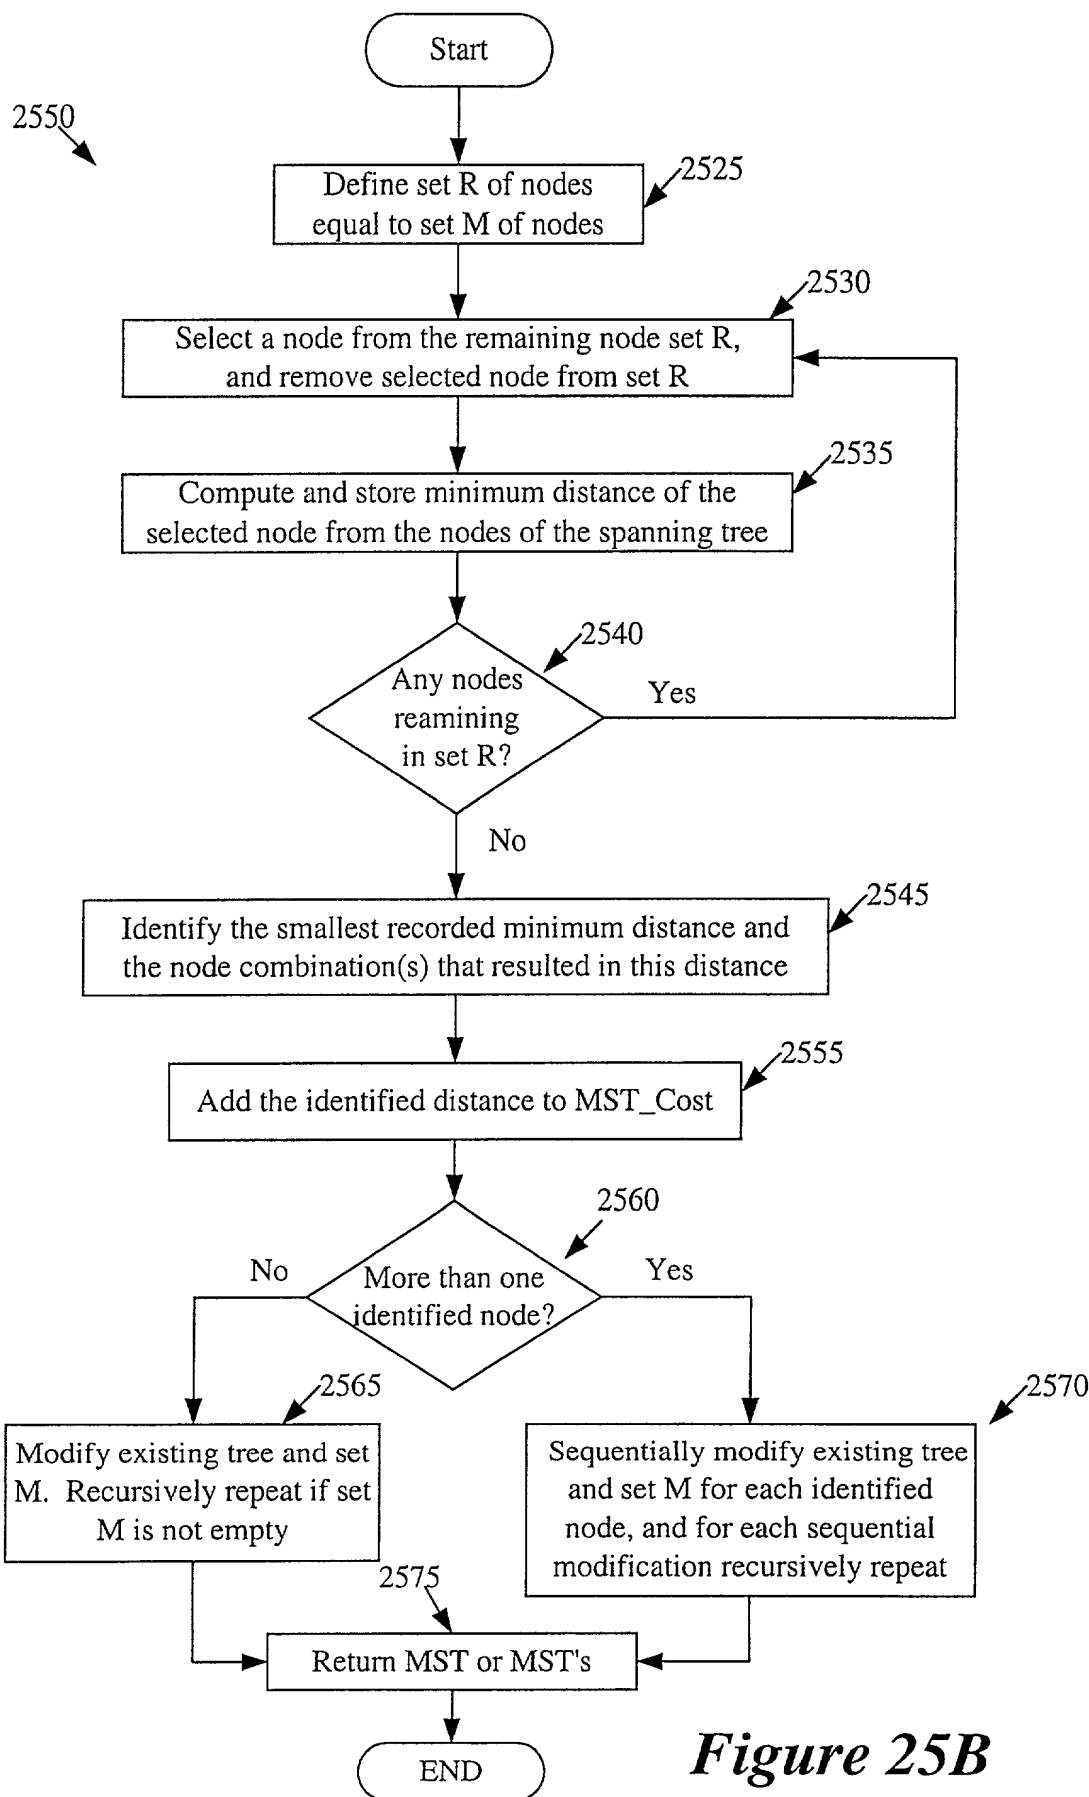 Start
2550
2525
Define set R of nodes
equal to set M of nodes
2530
Select a node from the remaining node set R,
and remove selected node from set R
2535
Compute and store minimum distance of the
selected node from the nodes of the spanning tree
2540
Any nodes
reamining
in set R?
Yes
No
2545
Identify the smallest recorded minimum distance and
the node combination(s) that resulted in this distance
2555
Add the identified distance to MST_Cost
2560
No
More than one
identified node?
Yes
2565
2570
Modify existing tree and set
M. Recursively repeat if set
M is not empty
Sequentially modify existing tree
and set M for each identified
node, and for each sequential
modification recursively repeat
2575
Return MST or MST's
END
Figure 25B